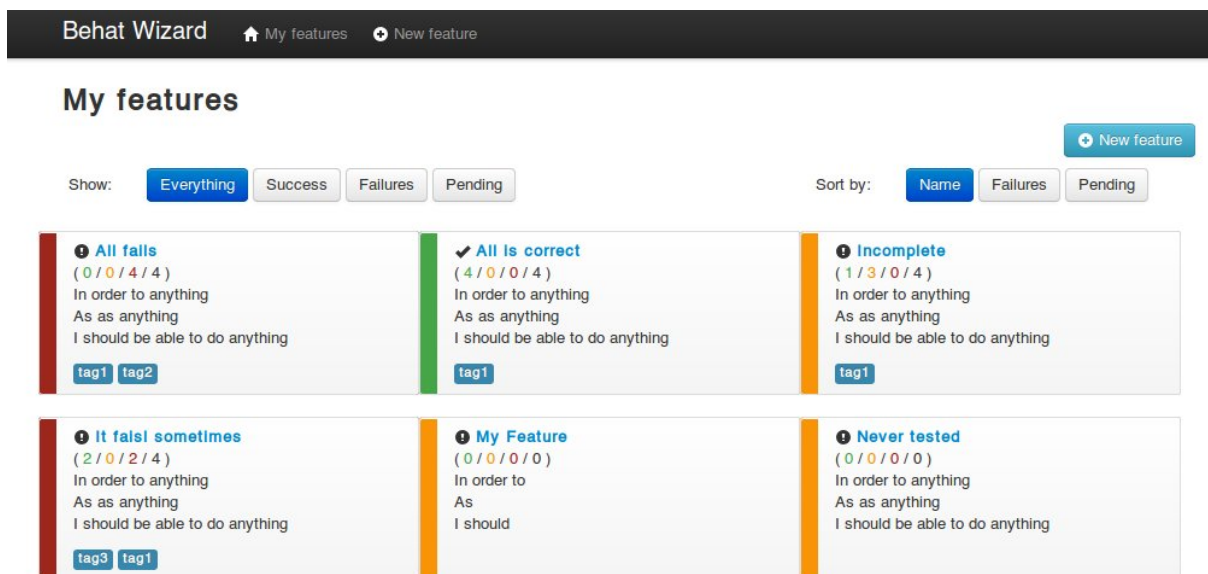 Behat Wizard My features New feature
My features
New feature
Show: Everything Success Failures Pending Sort by: Name Failures Pending
All fails
( 0 / 0 / 4 / 4 )
In order to anything
As as anything
I should be able to do anything
tag1 tag2
All is correct
( 4 / 0 / 0 / 4 )
In order to anything
As as anything
I should be able to do anything
tag1
Incomplete
( 1 / 3 / 0 / 4 )
In order to anything
As as anything
I should be able to do anything
tag1
It faisl sometimes
( 2 / 0 / 2 / 4 )
In order to anything
As as anything
I should be able to do anything
tag3 tag1
My Feature
( 0 / 0 / 0 / 0 )
In order to
As
I should
Never tested
( 0 / 0 / 0 / 0 )
In order to anything
As as anything
I should be able to do anything